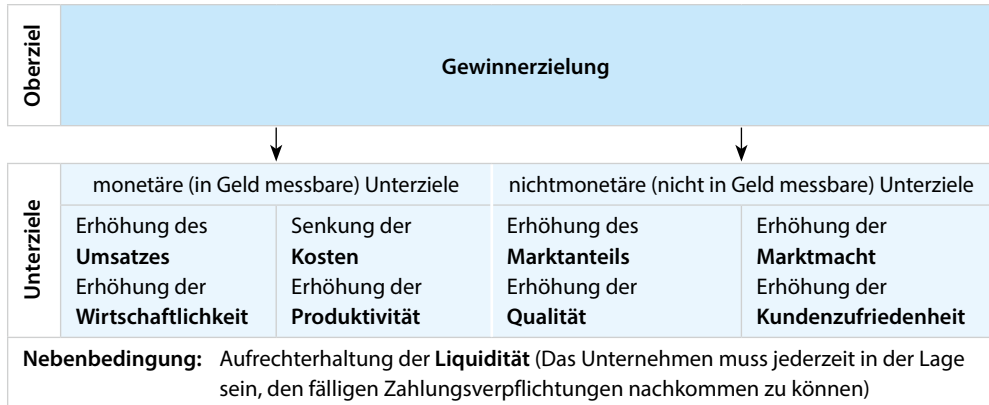 Oberziel
Gewinnerzielung
Unterziele
monetäre (in Geld messbare) Unterziele
nichtmonetäre (nicht in Geld messbare) Unterziele
Erhöhung des
Umsatzes
Erhöhung der
Wirtschaftlichkeit
Senkung der
Kosten
Erhöhung der
Produktivität
Erhöhung des
Marktanteils
Erhöhung der
Qualität
Erhöhung der
Marktmacht
Erhöhung der
Kundenzufriedenheit
Nebenbedingung: Aufrechterhaltung der Liquidität (Das Unternehmen muss jederzeit in der Lage
sein, den fälligen Zahlungsverpflichtungen nachkommen zu können)